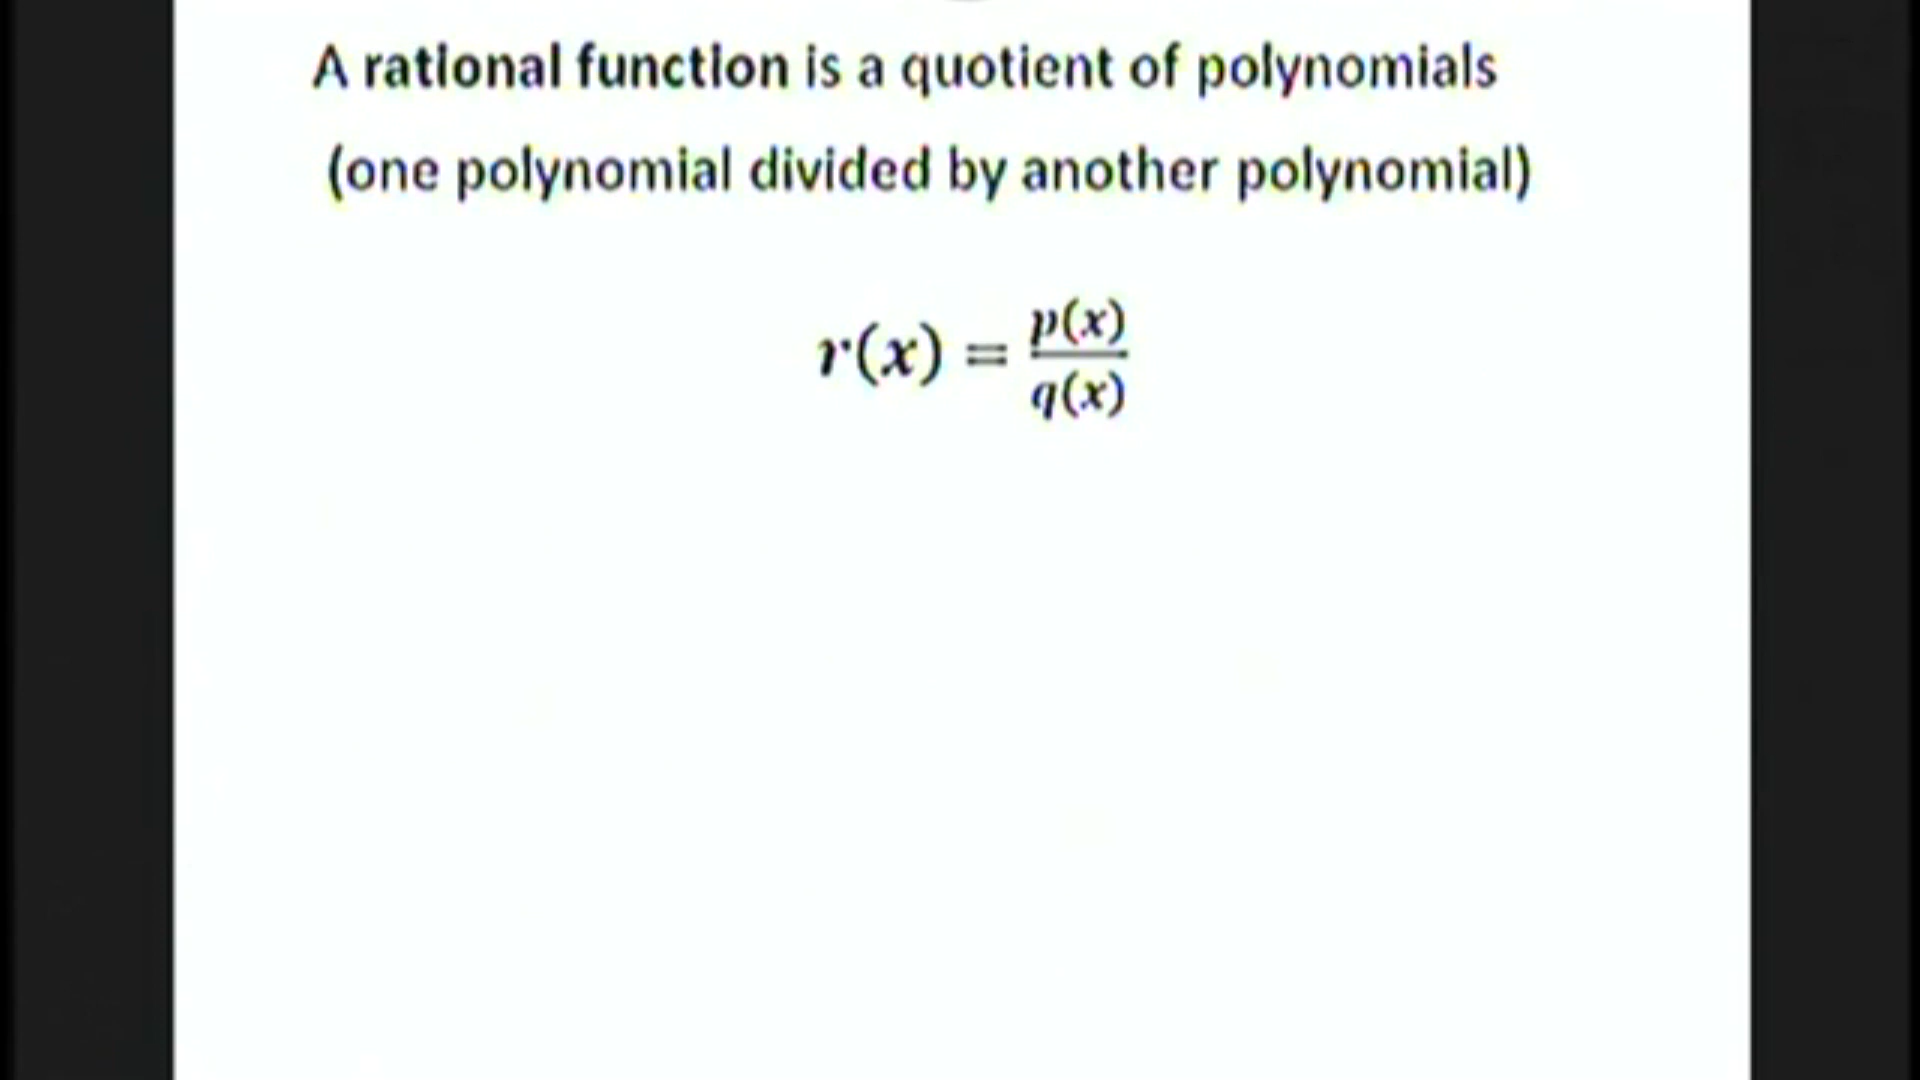 A rational function is a quotient of polynomials
(one polynomial divided by another polynomial)
r(x) = p(x)/q(x)